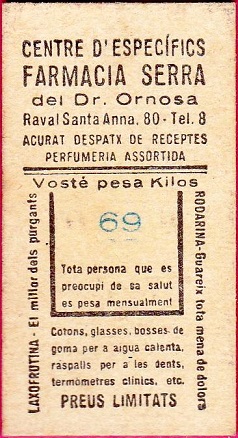 CENTRE D'ESPECÍFICS
FARMACIA SERRA
del Dr. Ornosa
Raval Santa Anna, 80 - Tel. 8
ACURAT DESPATX DE RECEPTES
PERFUMERIA ASSORTIDA
Vostè pesa Kilos
69
Tota persona que es
preocupi de sa salut
es pesa mensualment
LAXOFRUTINA - El millor dels purgants
RODARINA - Guareix tota mena de dolors
Cotons, glasses, bosses de
goma per a aigua calenta,
raspalls per a les dents,
termòmetres clínics, etc.
PREUS LIMITATS